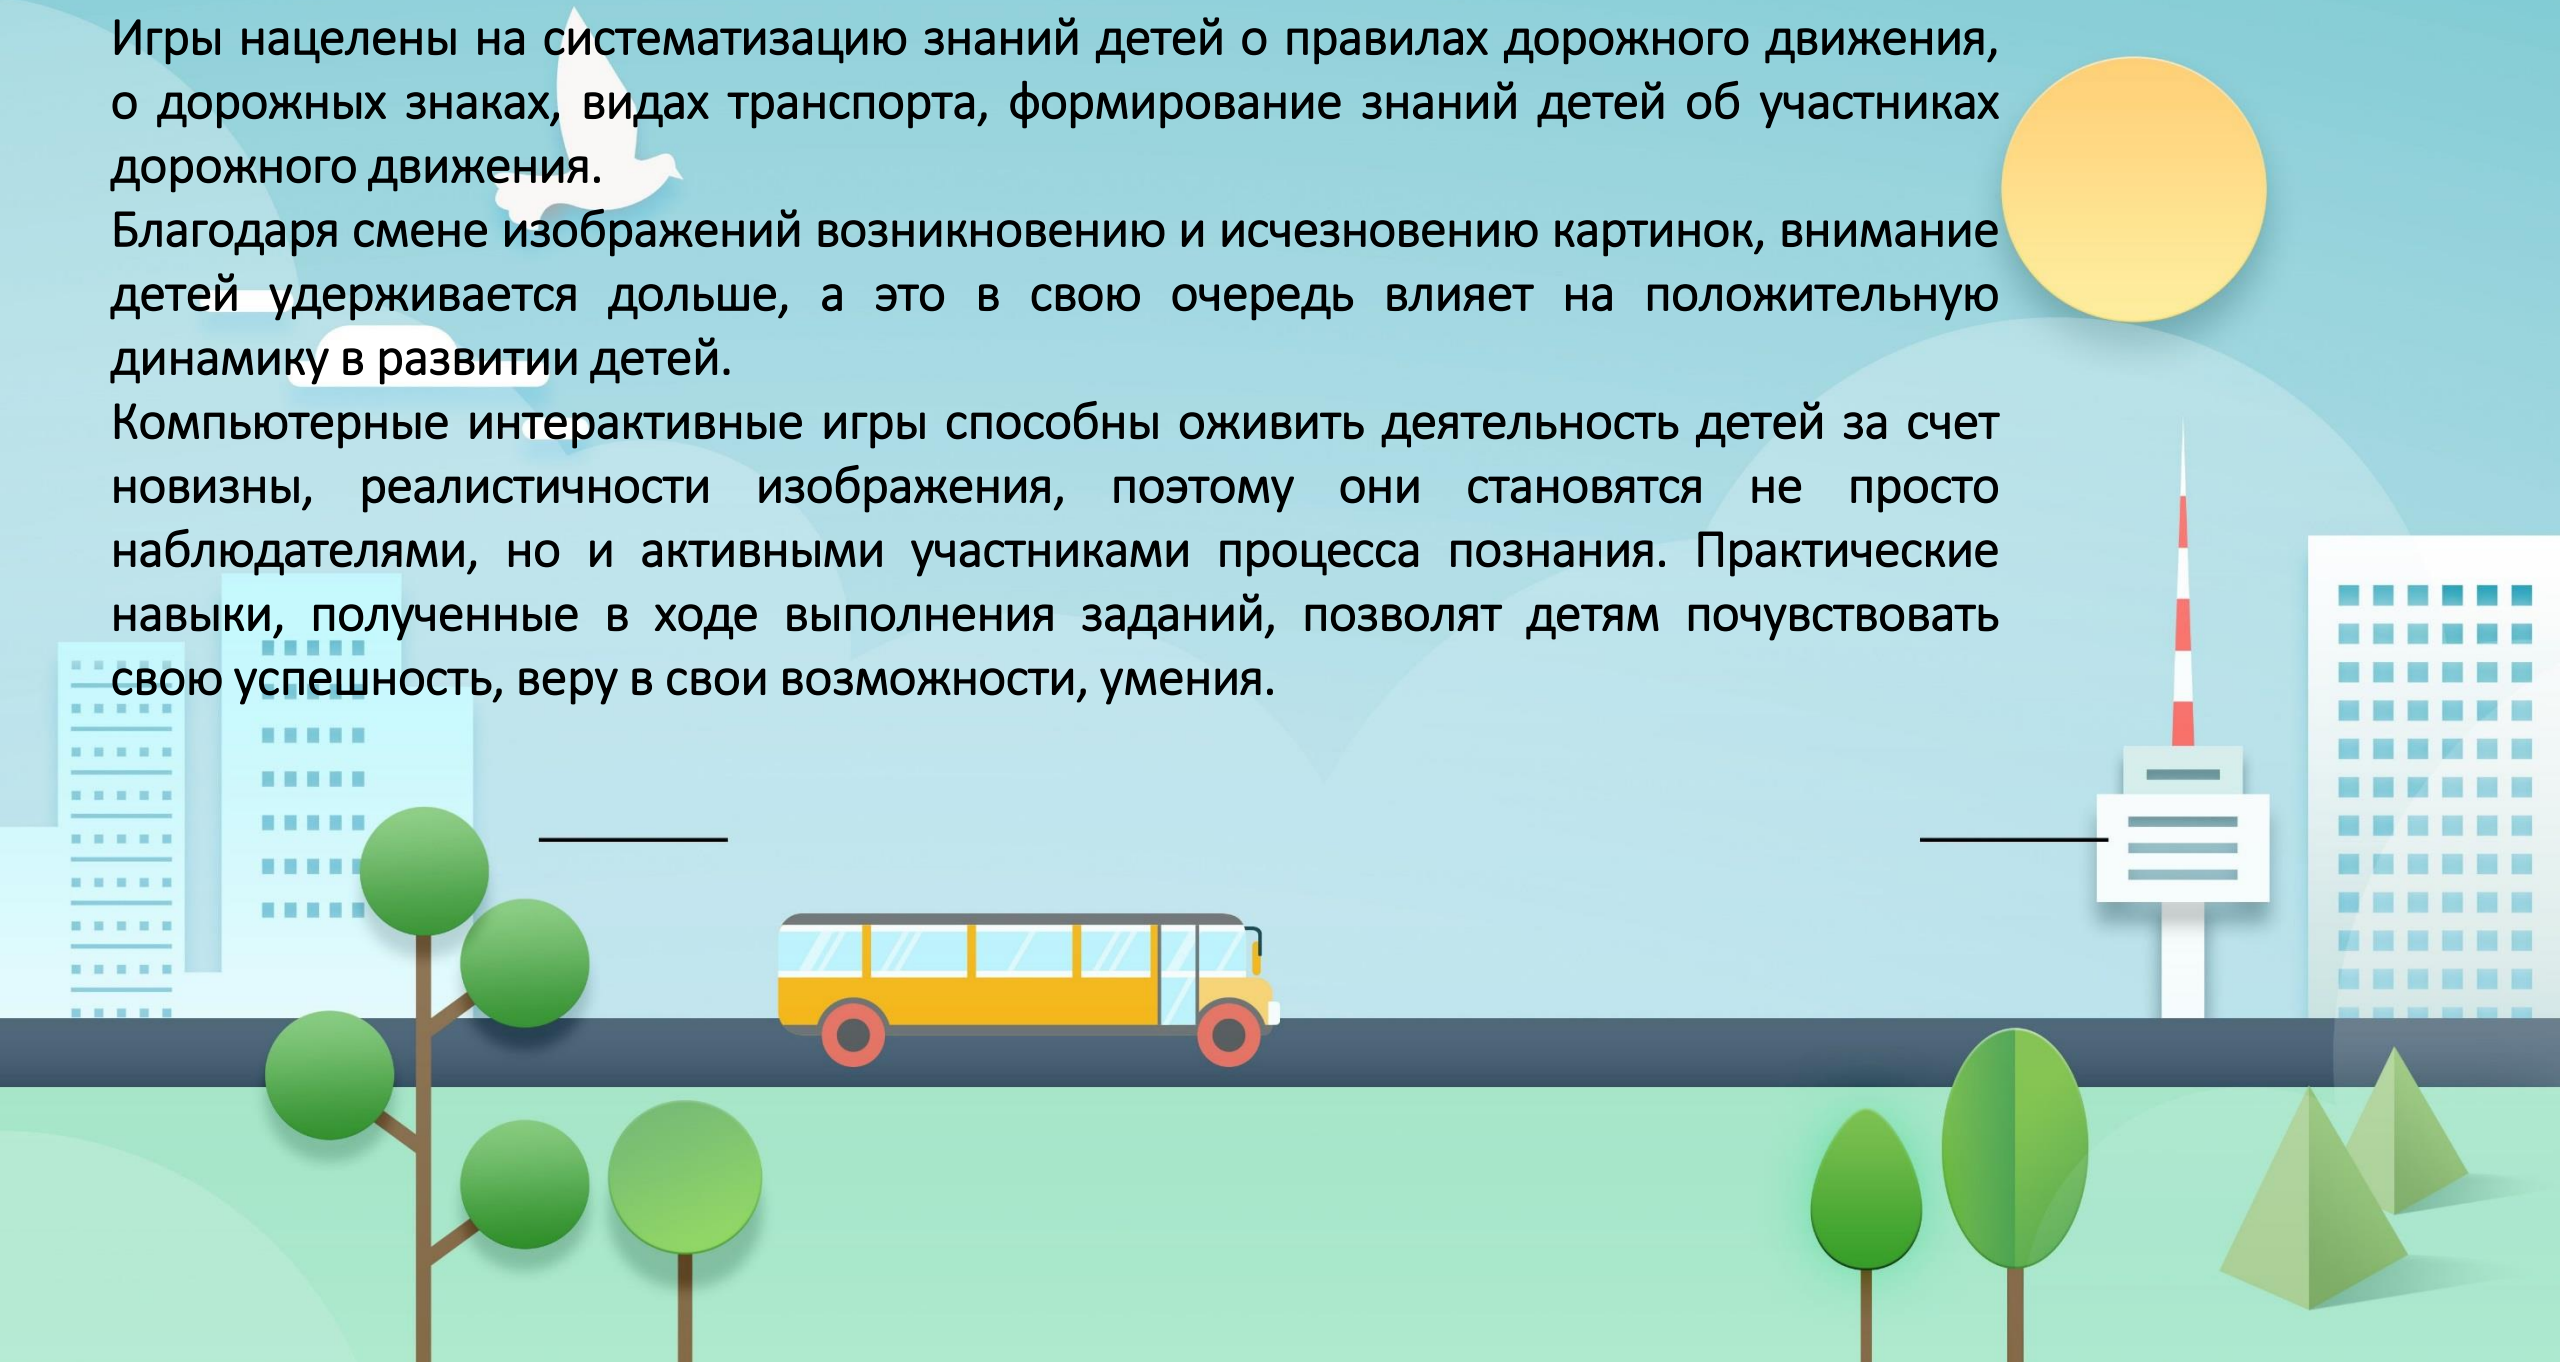 Игры нацелены на систематизацию знаний детей о правилах дорожного движения,
о дорожных знаках, видах транспорта, формирование знаний детей об участниках
дорожного движения.
Благодаря смене изображений возникновению и исчезновению картинок, внимание
детей удерживается дольше, а это в свою очередь влияет на положительную
динамику в развитии детей.
Компьютерные интерактивные игры способны оживить деятельность детей за счет
новизны, реалистичности изображения, поэтому они становятся не просто
наблюдателями, но и активными участниками процесса познания. Практические
навыки, полученные в ходе выполнения заданий, позволят детям почувствовать
свою успешность, веру в свои возможности, умения.